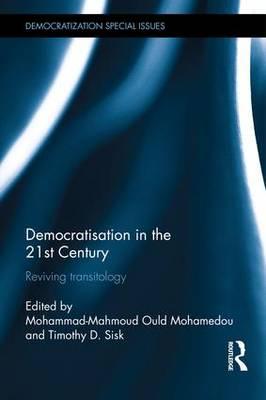 DEMOCRATIZATION SPECIAL ISSUES
Democratisation in the
21st Century
Reviving transitology
Edited by
Mohammad-Mahmoud Ould Mohamedou
and Timothy D. Sisk
ROUTLEDGE